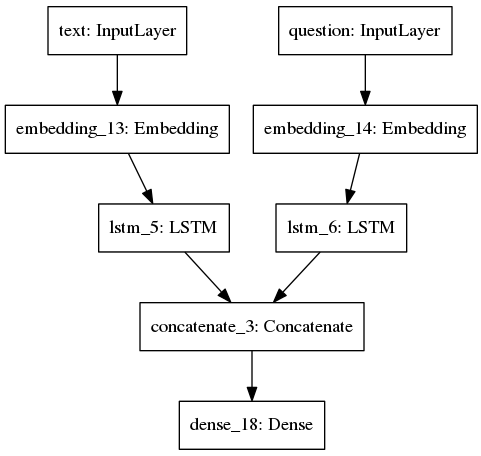 text: InputLayer
question: InputLayer
embedding_13: Embedding
embedding_14: Embedding
lstm_5: LSTM
lstm_6: LSTM
concatenate_3: Concatenate
dense_18: Dense